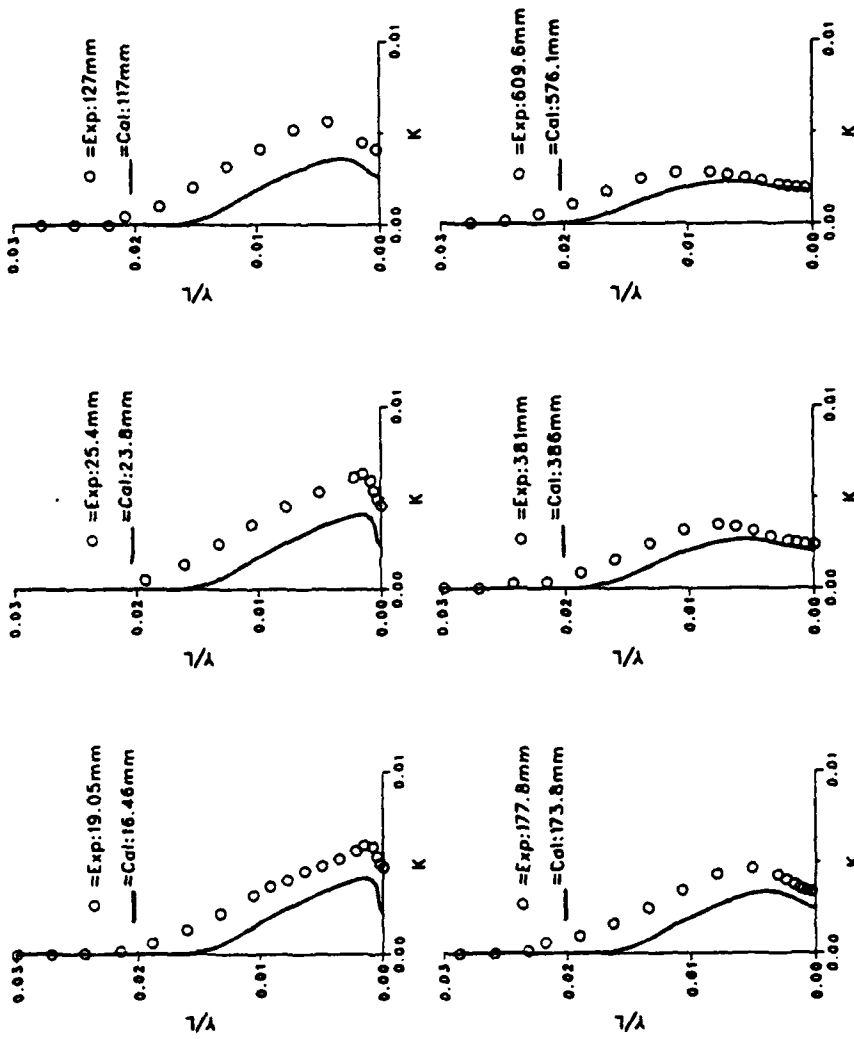 0.03
=Exp:19.05mm
0.02
=Cal:16.46mm
Y/L
0.01
0.00
0.00
0.01
K
0.03
=Exp:25.4mm
0.02
=Cal:23.8mm
Y/L
0.01
0.00
0.00
0.01
K
0.03
=Exp:127mm
0.02
=Cal:117mm
Y/L
0.01
0.00
0.00
0.01
K
0.03
=Exp:177.8mm
0.02
=Cal:173.8mm
Y/L
0.01
0.00
0.00
0.01
K
0.03
=Exp:381mm
0.02
=Cal:386mm
Y/L
0.01
0.00
0.00
0.01
K
0.03
=Exp:609.6mm
0.02
=Cal:576.1mm
Y/L
0.01
0.00
0.00
0.01
K